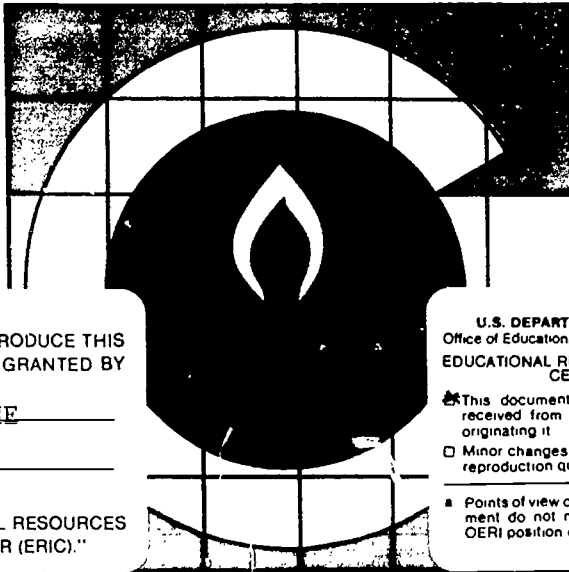 RODUCE THIS
GRANTED BY
L RESOURCES
R (ERIC)."
U.S. DEPART
Office of Education
EDUCATIONAL R
CE
This document
received from
originating it
□ Minor changes
reproduction qu
Points of view o
ment do not n
OERI position